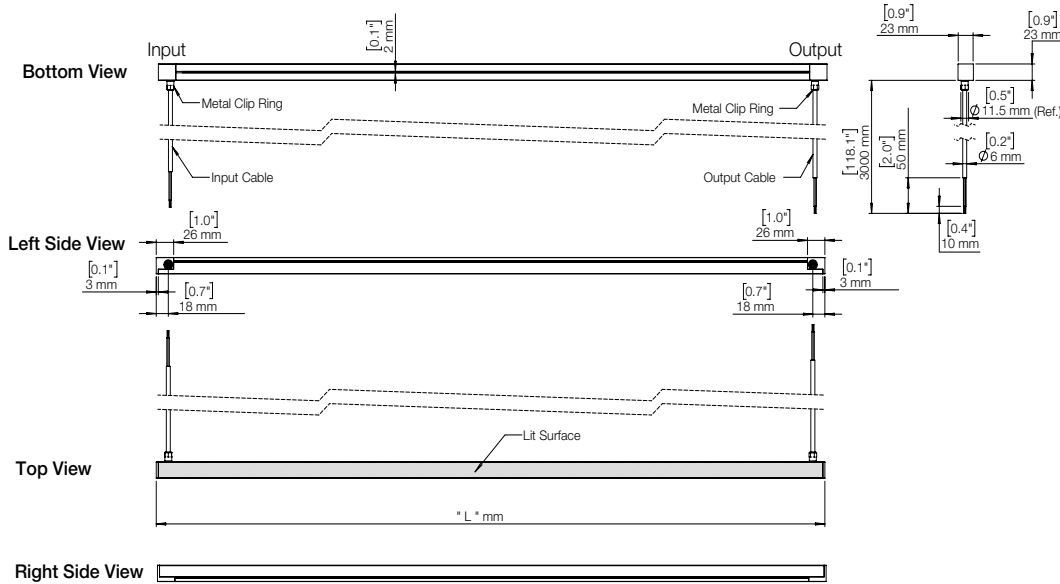 [0.9"]
23 mm
[0.9"]
23 mm
Input
[0.1"]
2 mm
Output
Bottom View
Metal Clip Ring
Metal Clip Ring
[0.5"]
Ø 11.5 mm (Ref.)
[118.1"]
3000 mm
[2.0"]
50 mm
[0.2"]
Ø 6 mm
Input Cable
Output Cable
[0.4"]
10 mm
[1.0"]
26 mm
[1.0"]
26 mm
Left Side View
[0.1"]
3 mm
[0.7"]
18 mm
[0.7"]
18 mm
[0.1"]
3 mm
Lit Surface
Top View
" L " mm
Right Side View